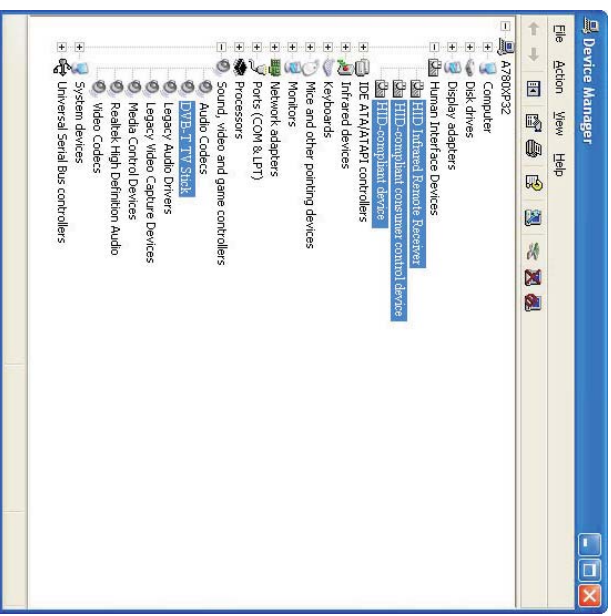 Device Manager
File Action View Help
A780XP32
Computer
Disk drives
Display adapters
Human Interface Devices
HID Infrared Remote Receiver
HID-compliant consumer control device
HID-compliant device
IDE ATA/ATAPI controllers
Infrared devices
Keyboards
Mice and other pointing devices
Monitors
Network adapters
Ports (COM & LPT)
Processors
Sound, video and game controllers
Audio Codecs
DVB-T TV Stick
Legacy Audio Drivers
Legacy Video Capture Devices
Media Control Devices
Realtek High Definition Audio
Video Codecs
System devices
Universal Serial Bus controllers